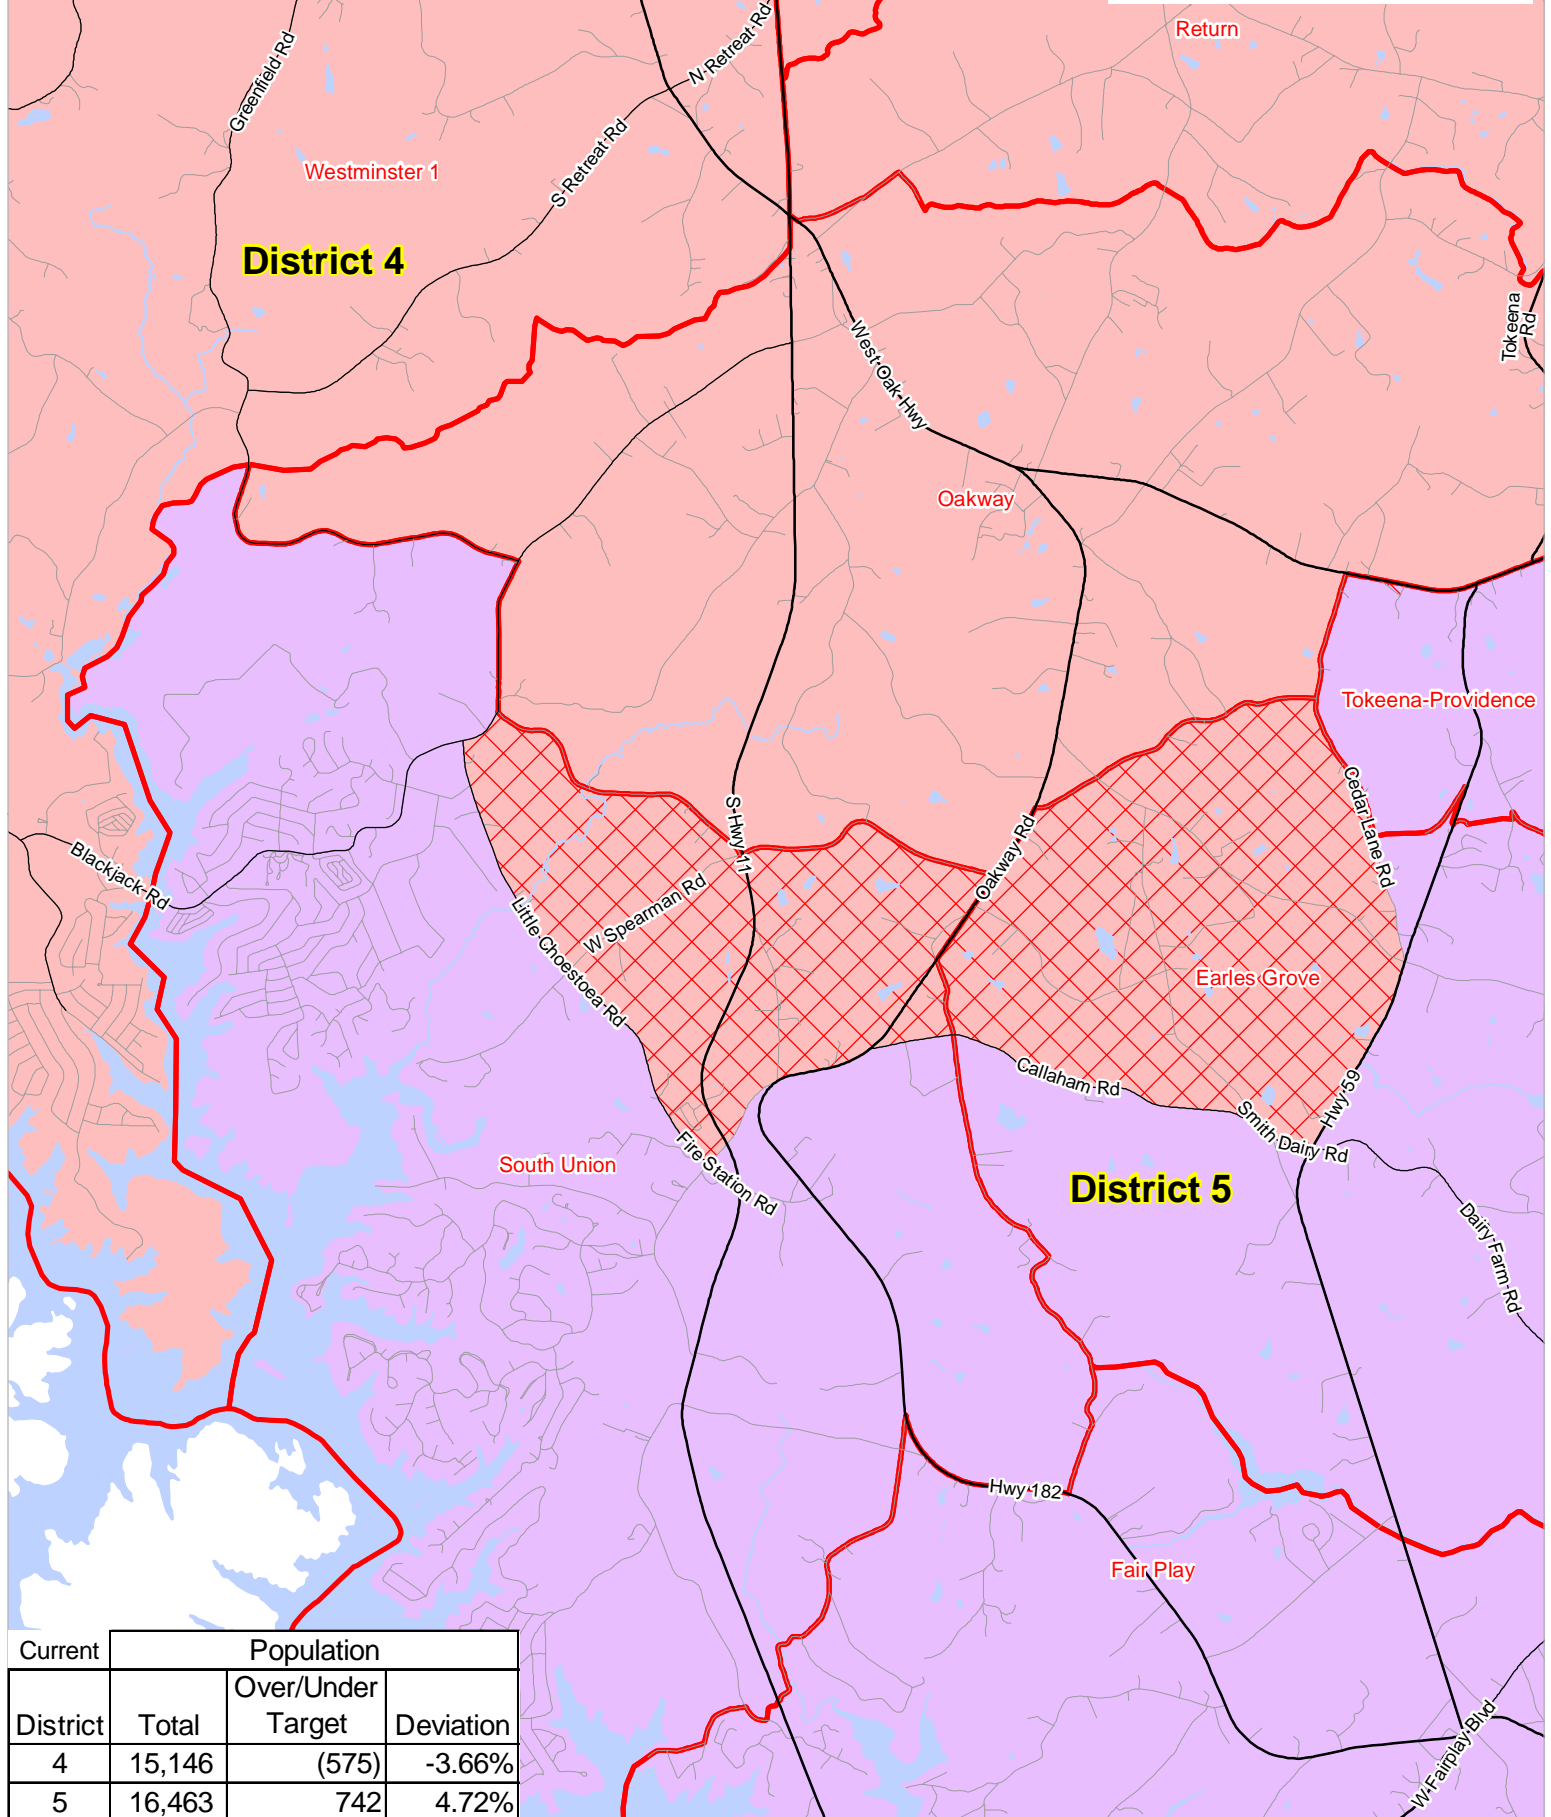 Return
Greenfield Rd
N Retreat Rd
S Retreat Rd
Westminster 1
District 4
Tokeena
Rd
West Oak Hwy
Oakway
Tokeena-Providence
S Hwy 11
Cedar Lane Rd
Oakway Rd
Blackjack Rd
W Spearman Rd
Little Choestoea Rd
Earles Grove
Callaham Rd
Hwy 59
Smith Dairy Rd
Fire Station Rd
South Union
District 5
Dairy Farm Rd
Hwy 182
Fair Play
W Fairplay Blvd
Current Population
District Total Over/Under Target Deviation
4 15,146 (575) -3.66%
5 16,463 742 4.72%